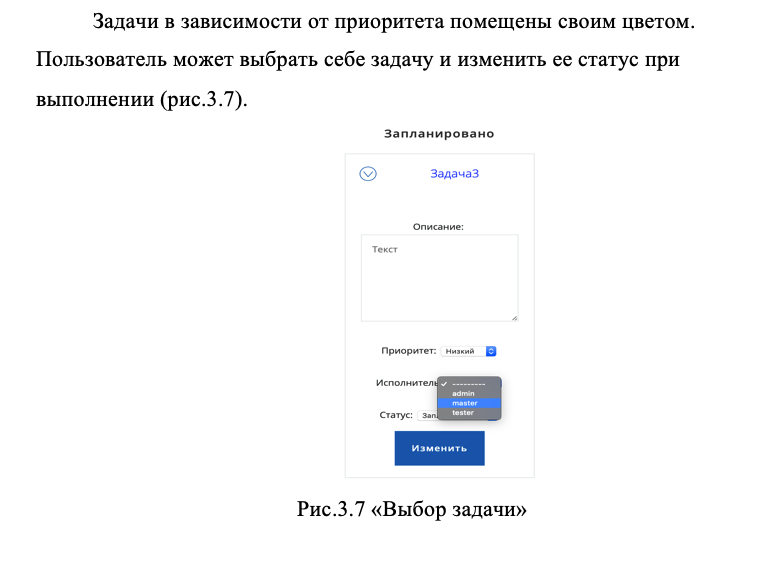 Задачи в зависимости от приоритета помещены своим цветом.
Пользователь может выбрать себе задачу и изменить ее статус при
выполнении (рис.3.7).
Запланировано
Задача3
Описание:
Текст
Приоритет: Низкий
Исполнитель ✓ ---------
admin
master
tester
Статус:
Изменить
Рис.3.7 «Выбор задачи»